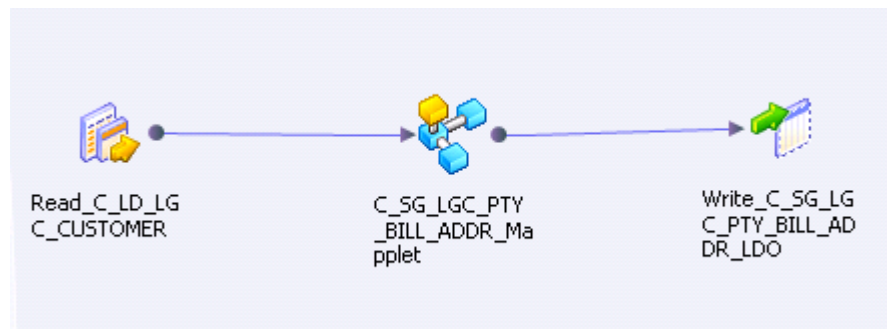 Read_C_LD_LG
C_CUSTOMER
C_SG_LGC_PTY
_BILL_ADDR_Ma
pplet
Write_C_SG_LG
C_PTY_BILL_AD
DR_LDO